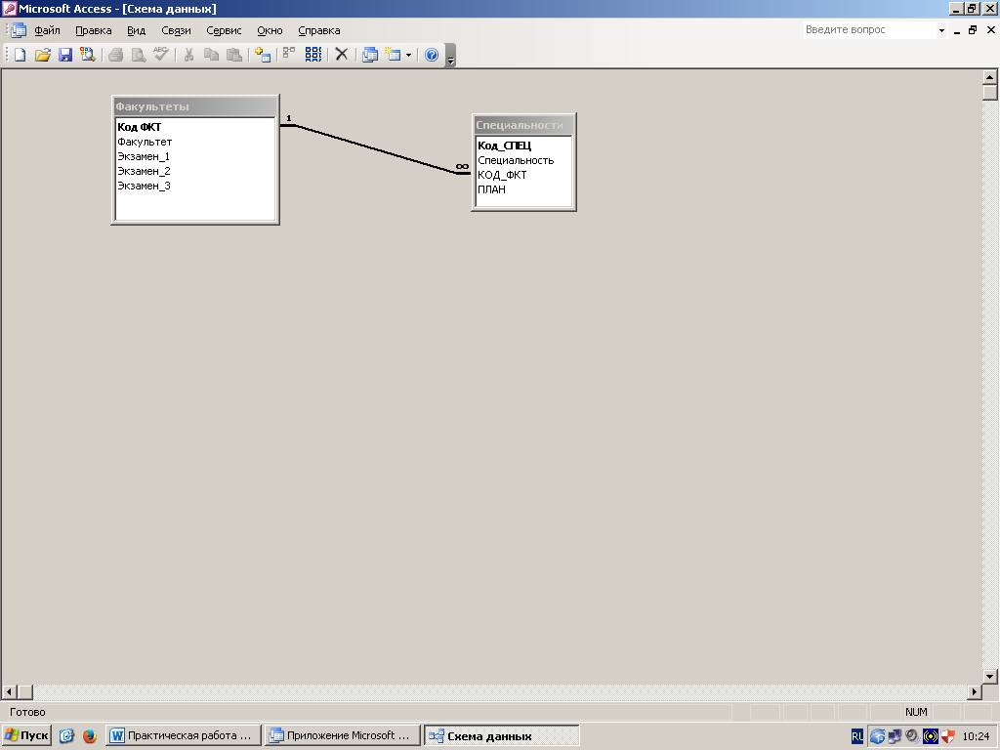 Microsoft Access - [Схема данных]
Файл Правка Вид Связи Сервис Окно Справка
Введите вопрос
Факультеты
Код ФКТ
Факультет
Экзамен_1
Экзамен_2
Экзамен_3
1
∞
Специальности
Код_СПЕЦ
Специальность
КОД_ФКТ
ПЛАН
Готово
NUM
Пуск
Практическая работа ...
Приложение Microsoft ...
Схема данных
RL
10:24